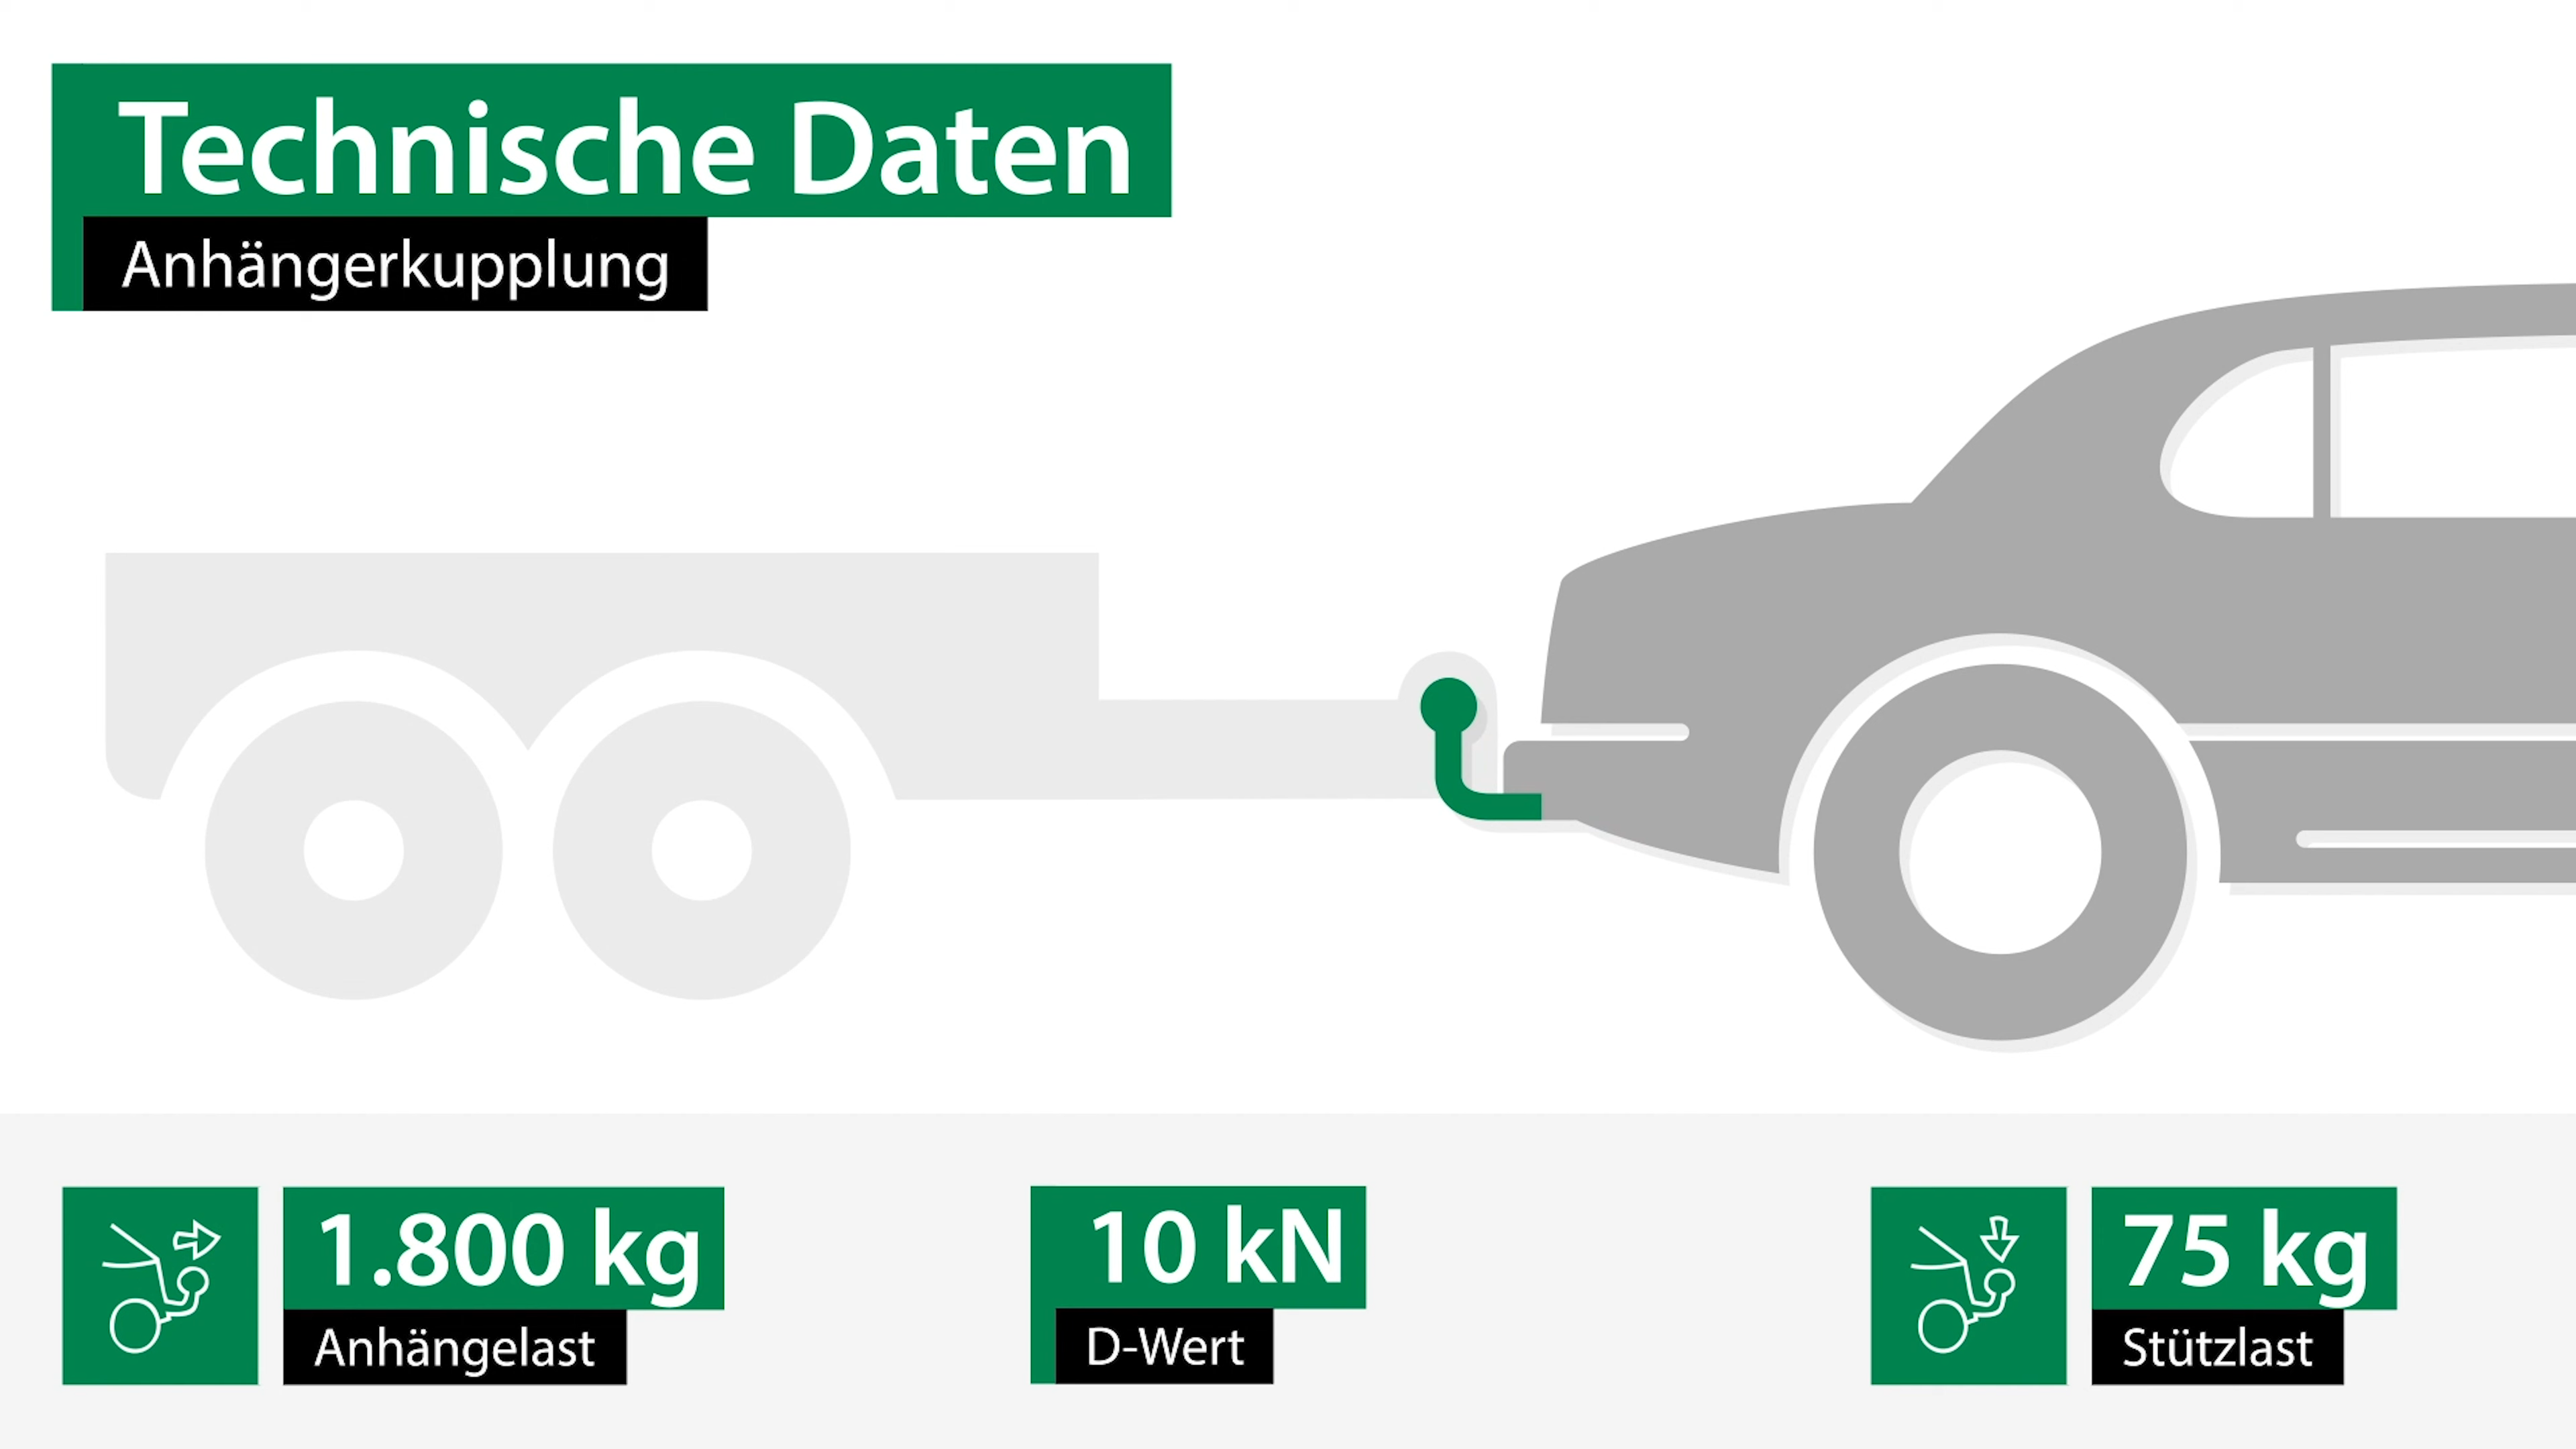 Technische Daten
Anhängerkupplung
1.800 kg
Anhängelast
10 kN
D-Wert
75 kg
Stützlast